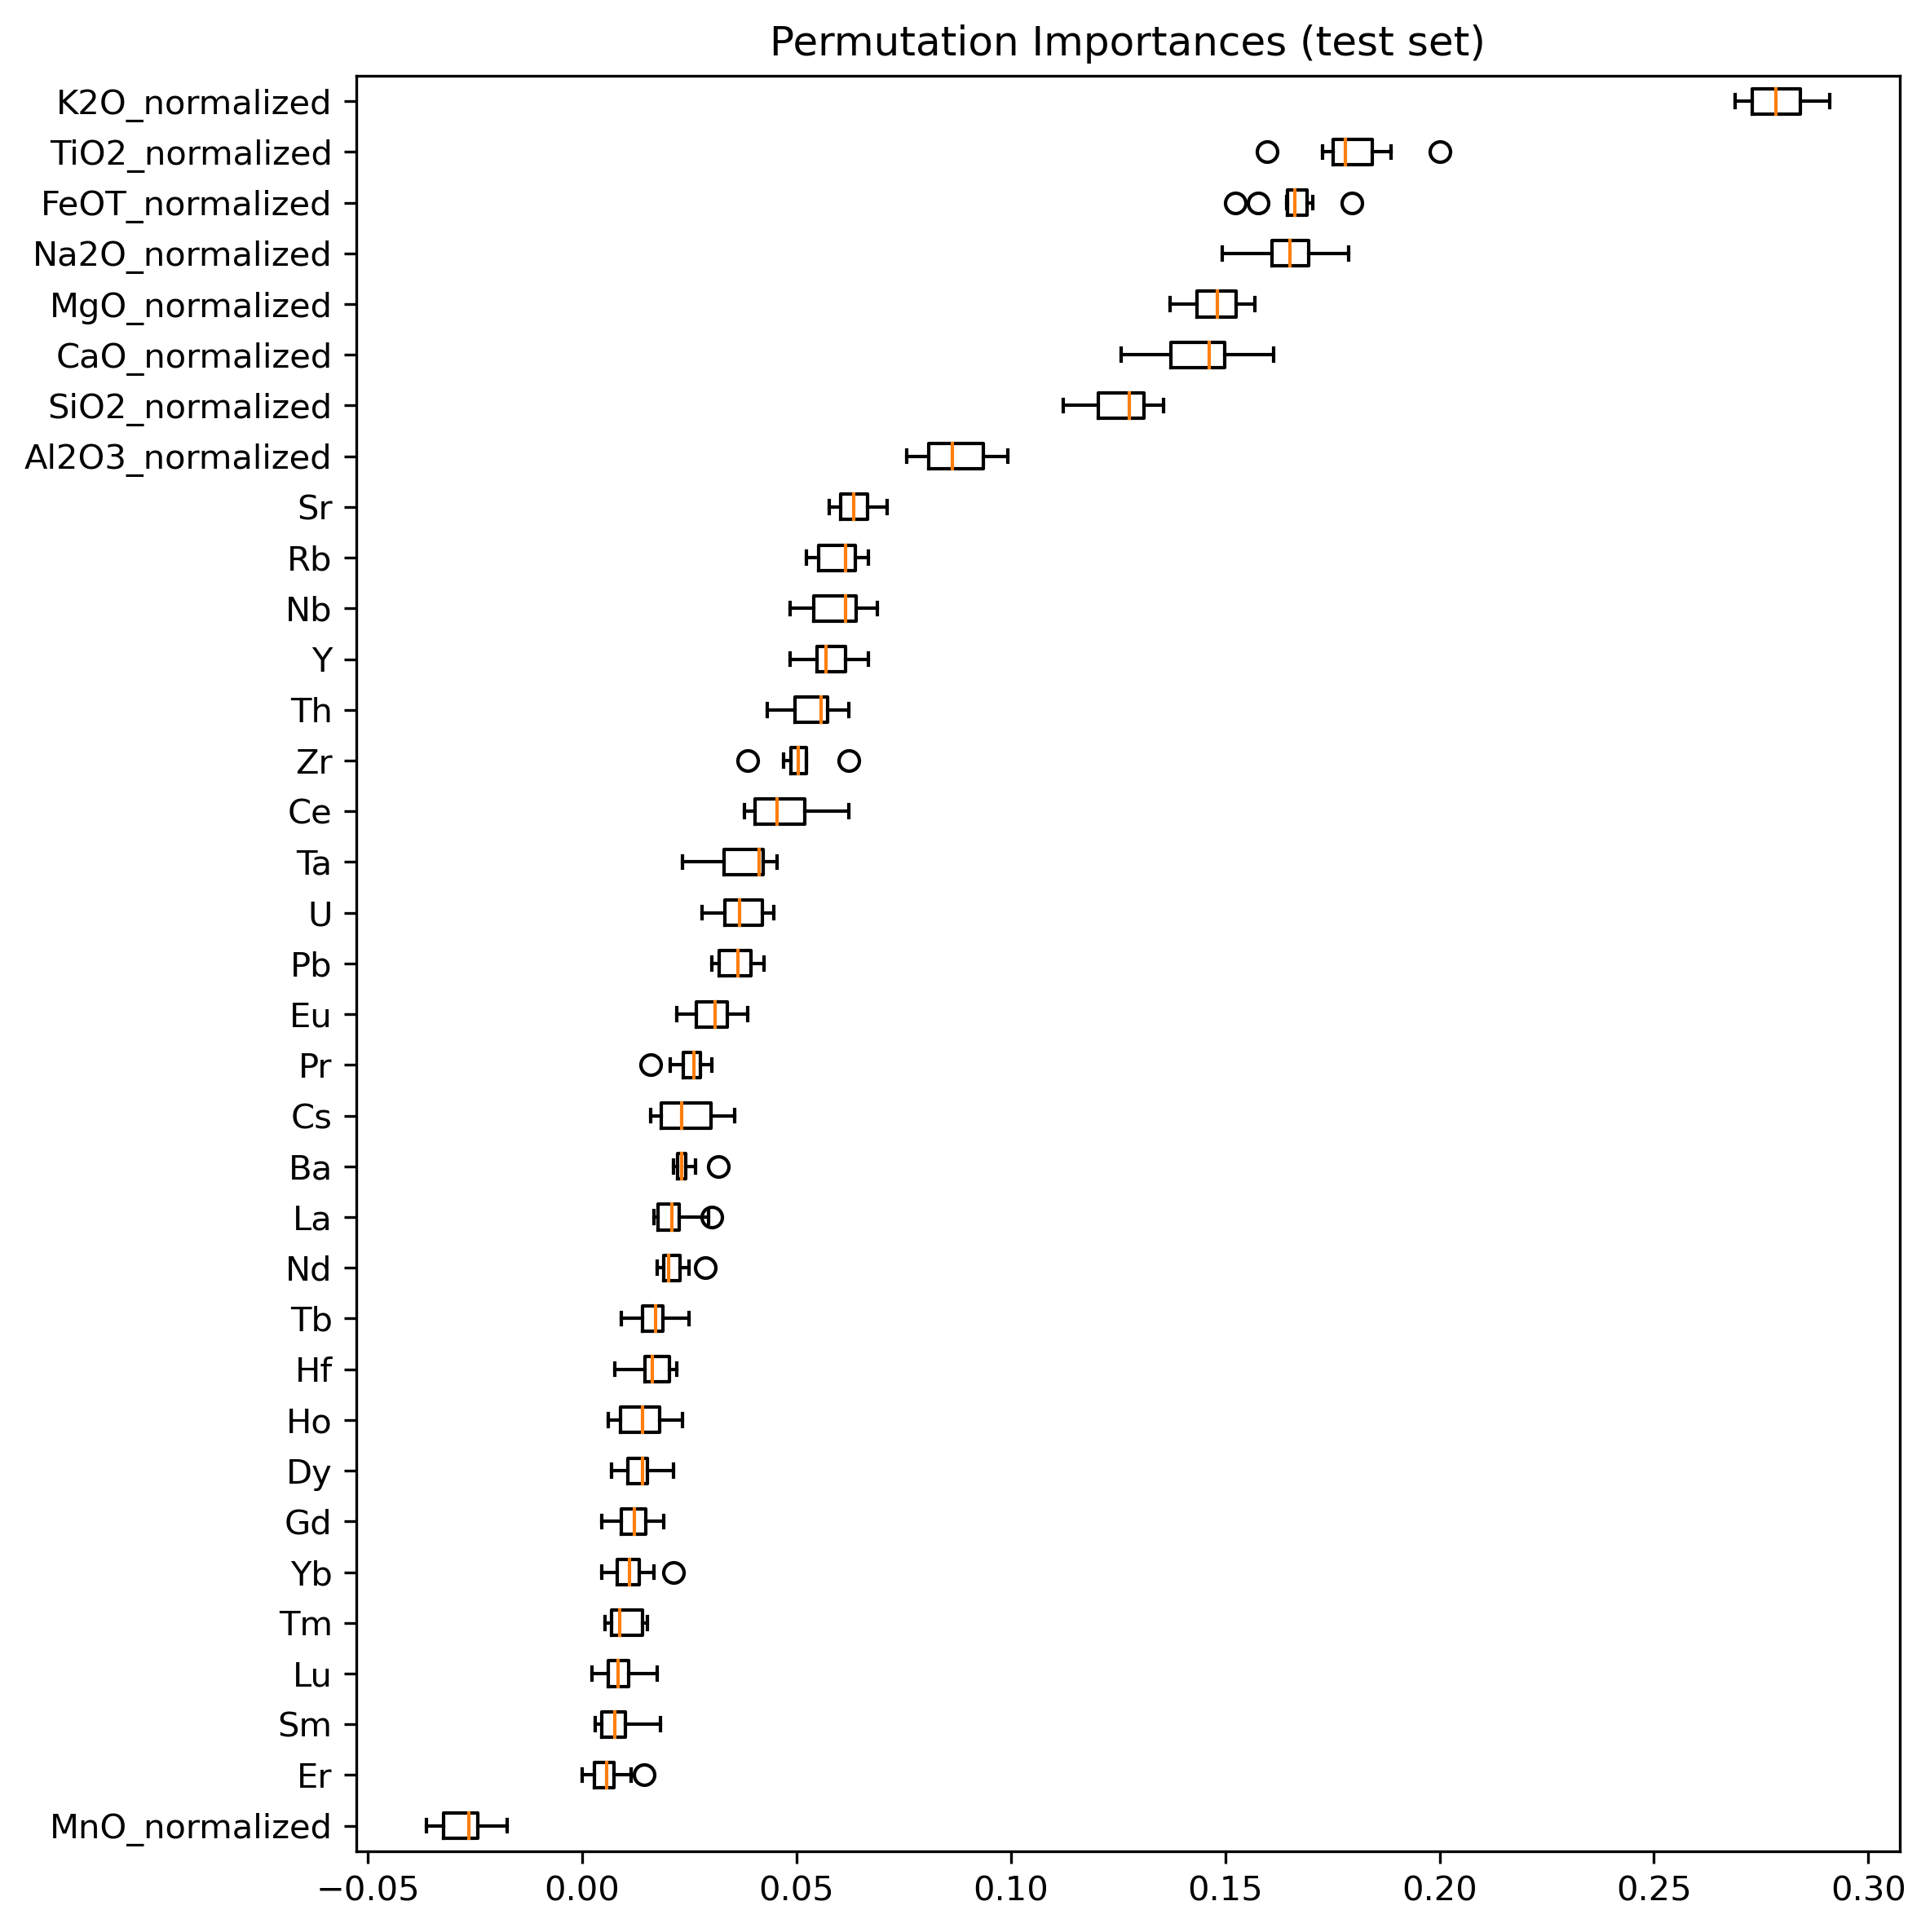 Permutation Importances (test set)
K2O_normalized
TiO2_normalized
FeOT_normalized
Na2O_normalized
MgO_normalized
CaO_normalized
SiO2_normalized
Al2O3_normalized
Sr
Rb
Nb
Y
Th
Zr
Ce
Ta
U
Pb
Eu
Pr
Cs
Ba
La
Nd
Tb
Hf
Ho
Dy
Gd
Yb
Tm
Lu
Sm
Er
MnO_normalized
−0.05 0.00 0.05 0.10 0.15 0.20 0.25 0.30